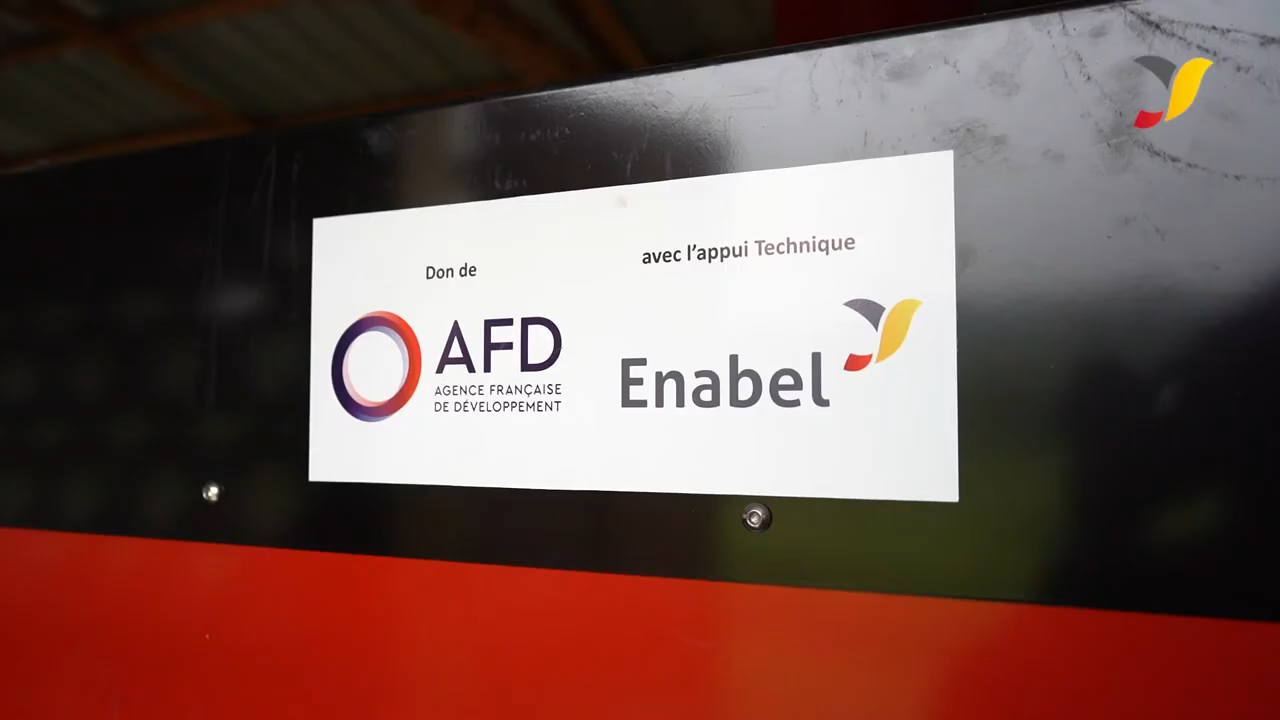 Don de
AFD
AGENCE FRANÇAISE
DE DÉVELOPPEMENT
avec l'appui Technique
Enabel